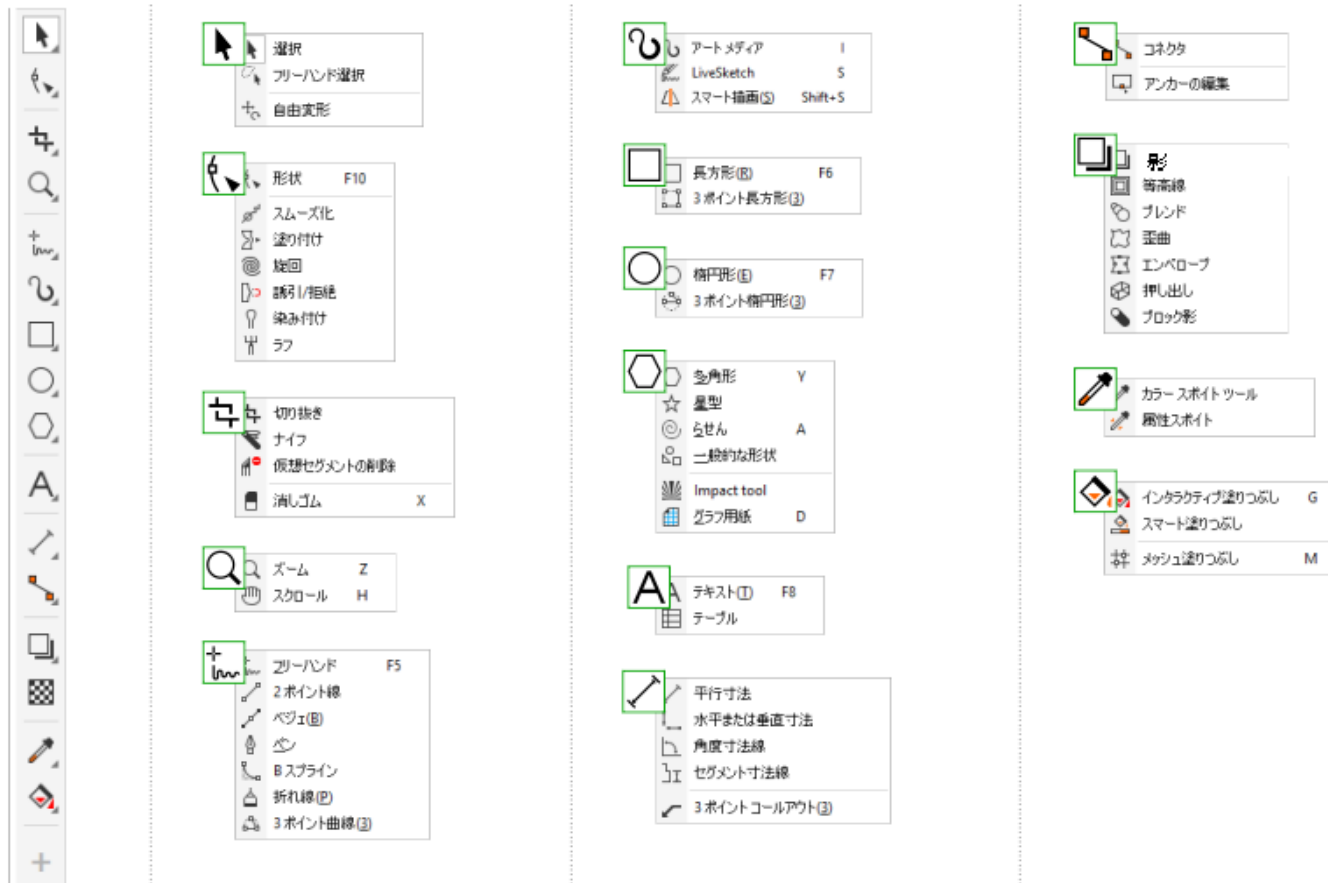 選択
フリーハンド選択
自由変形
形状 F10
スムーズ化
塗り付け
旋回
誘引/拒絶
染み付け
ラフ
切り抜き
ナイフ
仮想セグメントの削除
消しゴム X
ズーム Z
スクロール H
フリーハンド F5
2 ポイント線
ベジェ(B)
ペン
B スプライン
折れ線(P)
3 ポイント曲線(3)
アート メディア I
LiveSketch S
スマート描画(S) Shift+S
長方形(R) F6
3 ポイント長方形(3)
楕円形(E) F7
3 ポイント楕円形(3)
多角形 Y
星型
らせん A
一般的な形状
Impact tool
グラフ用紙 D
テキスト(T) F8
テーブル
平行寸法
水平または垂直寸法
角度寸法線
セグメント寸法線
3 ポイント コールアウト(3)
コネクタ
アンカーの編集
影
等高線
ブレンド
歪曲
エンベロープ
押し出し
ブロック影
カラー スポイト ツール
属性スポイト
インタラクティブ塗りつぶし G
スマート塗りつぶし
メッシュ塗りつぶし M